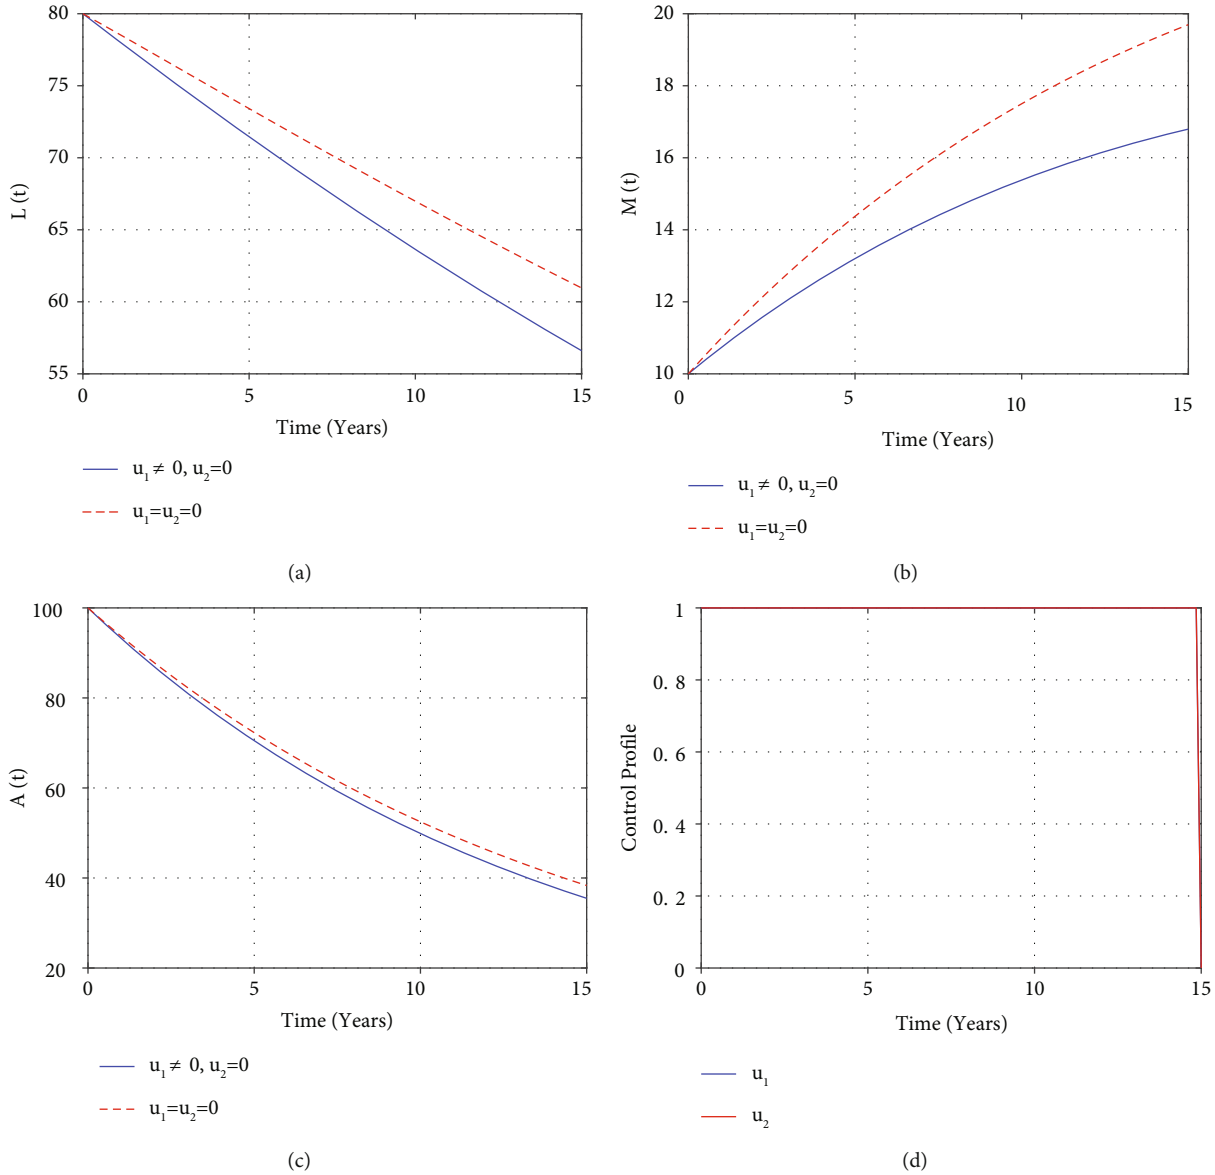 80
75
70
65
60
55
L (t)
0
5
10
15
Time (Years)
u1 ≠ 0, u2=0
u1=u2=0
(a)
20
18
16
14
12
10
M (t)
0
5
10
15
Time (Years)
u1 ≠ 0, u2=0
u1=u2=0
(b)
100
80
60
40
20
A (t)
0
5
10
15
Time (Years)
u1 ≠ 0, u2=0
u1=u2=0
(c)
1
0. 8
0. 6
0. 4
0. 2
0
Control Profile
0
5
10
15
Time (Years)
u1
u2
(d)